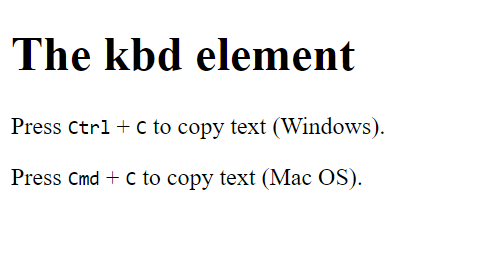 The kbd element
Press Ctrl + C to copy text (Windows).
Press Cmd + C to copy text (Mac OS).